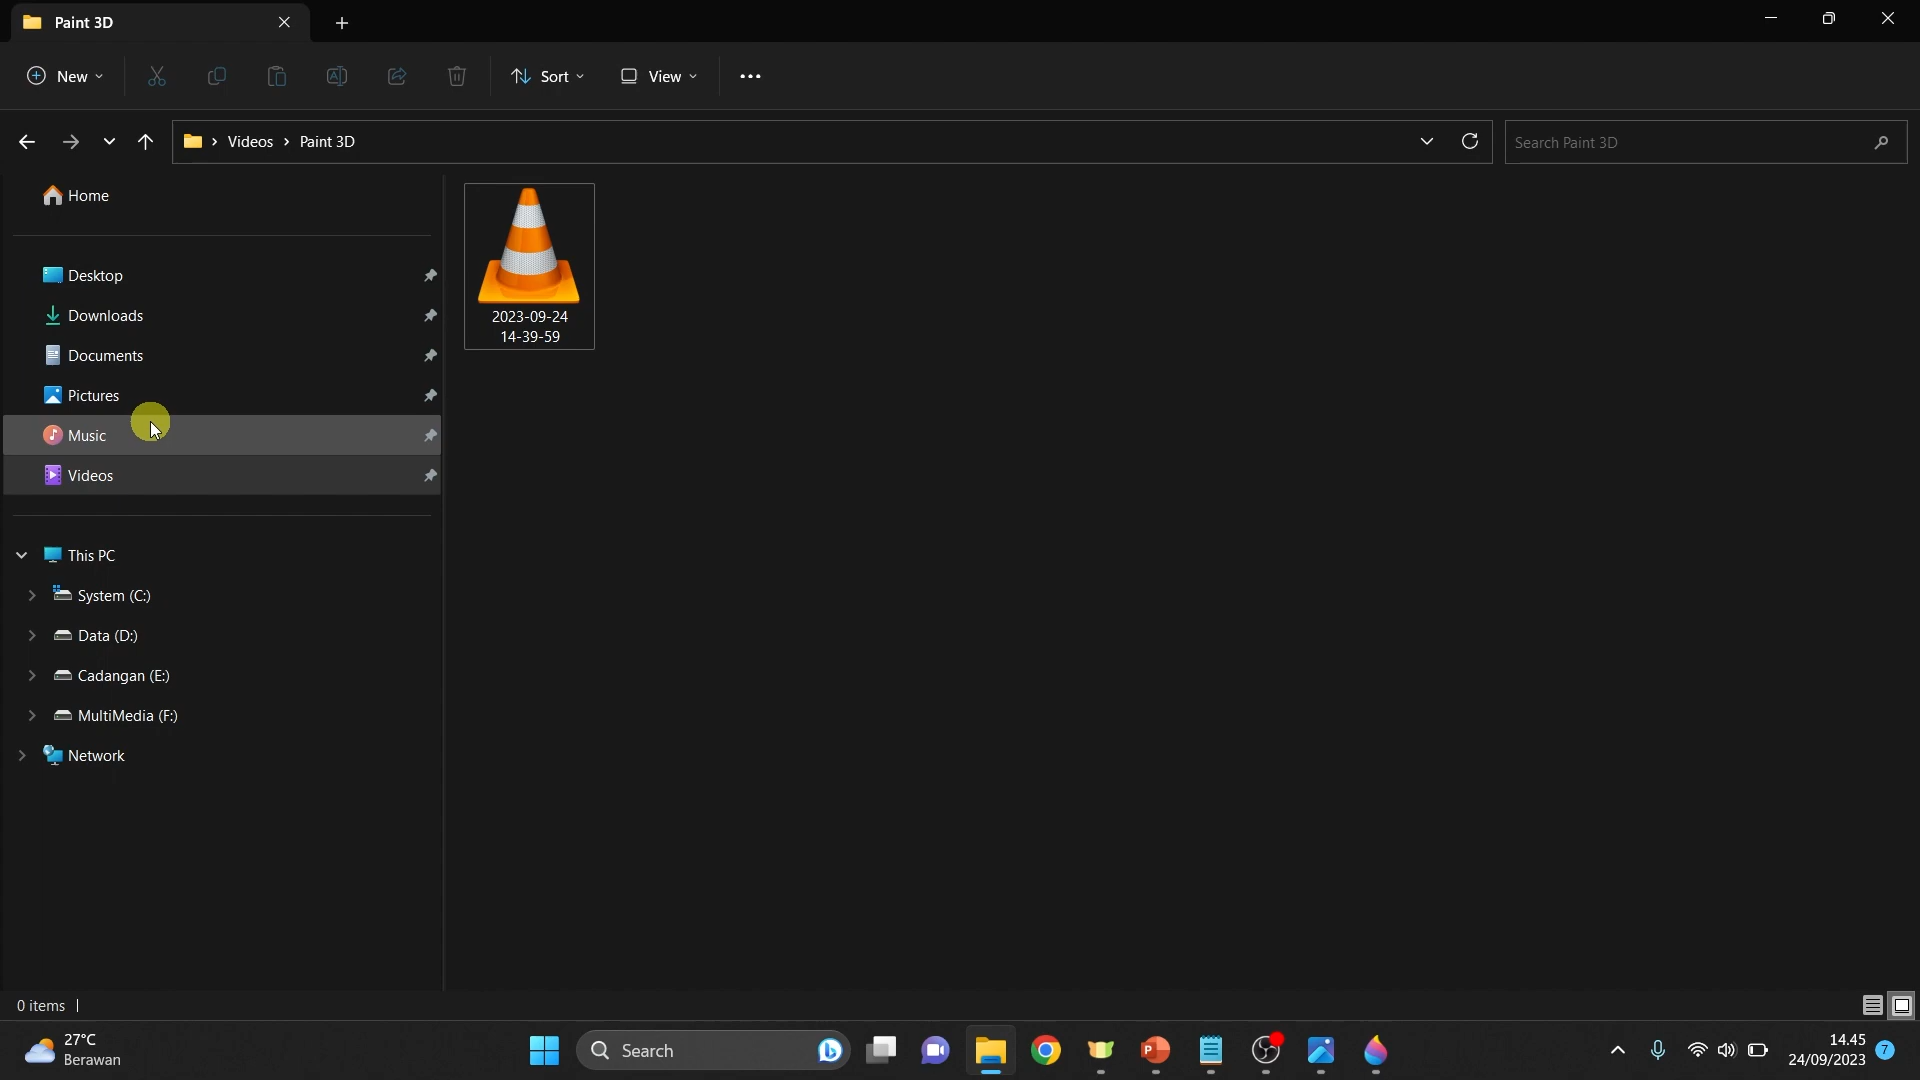 Paint 3D
New
Sort
View
Videos
Paint 3D
Search Paint 3D
Home
Desktop
Downloads
Documents
Pictures
Music
Videos
This PC
System (C:)
Data (D:)
Cadangan (E:)
MultiMedia (F:)
Network
2023-09-24
14-39-59
0 items
27°C
Berawan
Search
14.45
24/09/2023
7